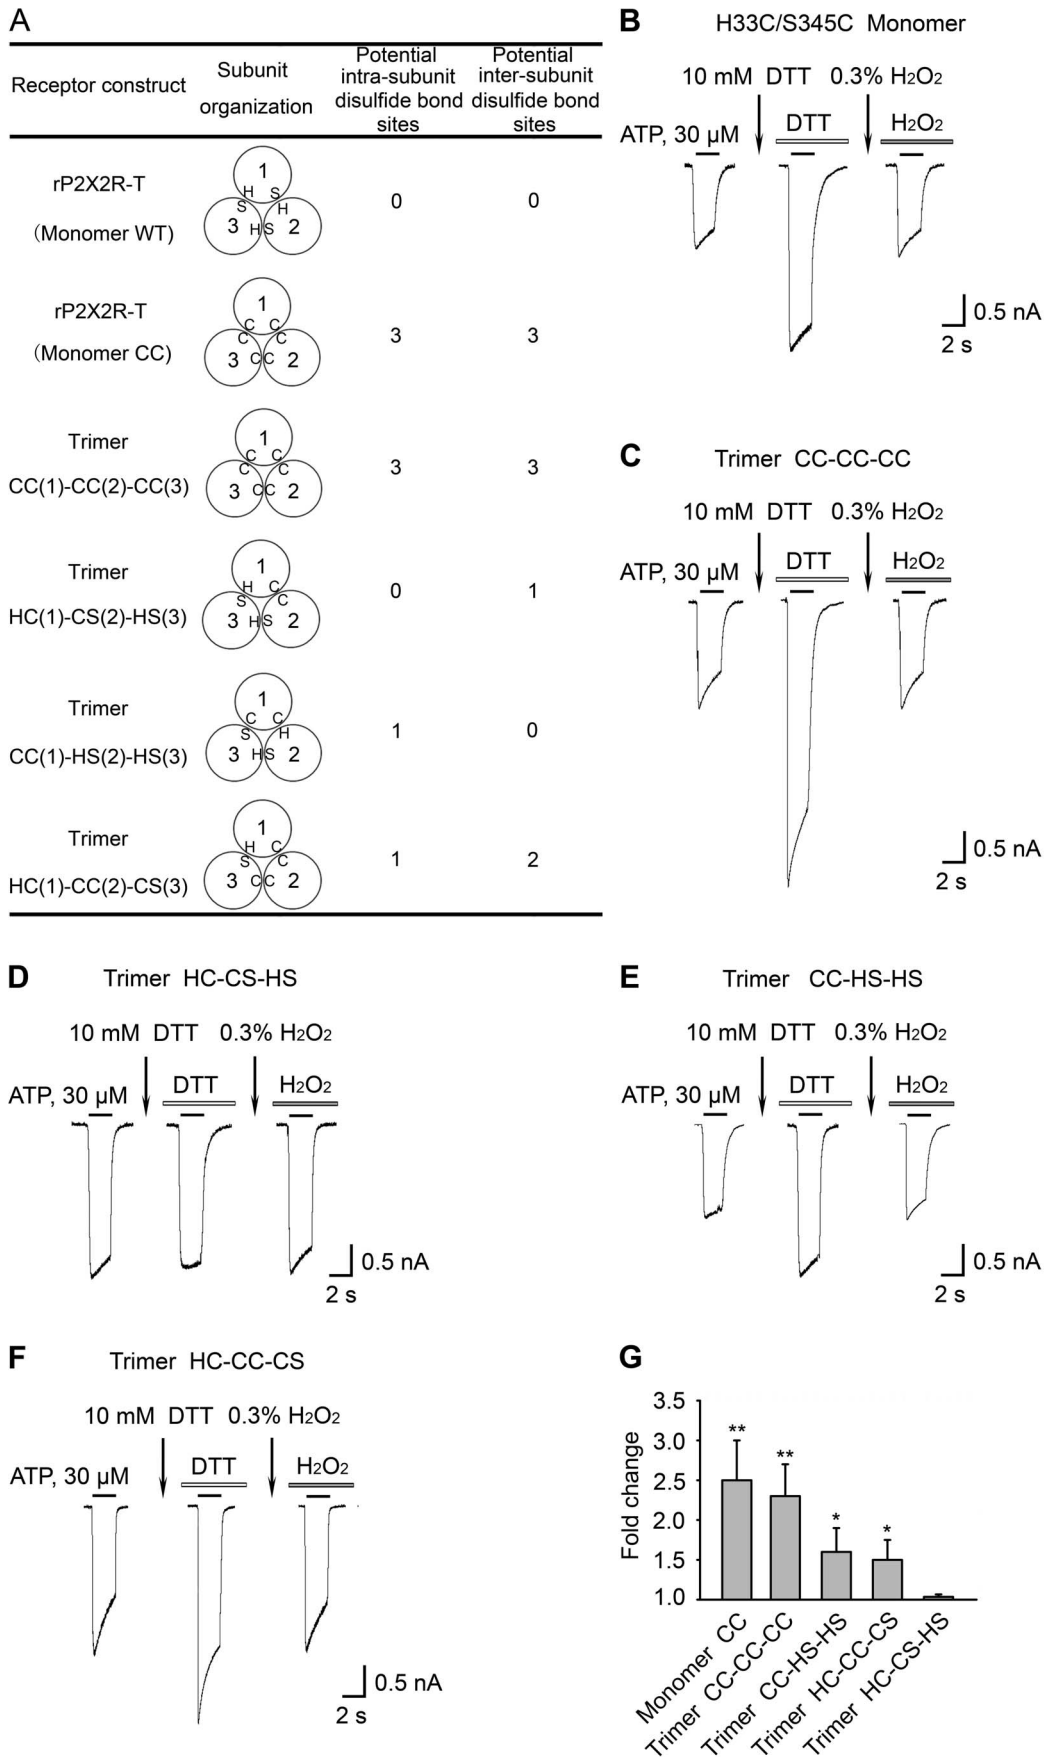 A
Receptor construct
Subunit
organization
Potential
intra-subunit
disulfide bond
sites
Potential
inter-subunit
disulfide bond
sites
rP2X2R-T
(Monomer WT)
1
H S
S H
3 HS 2
0
0
rP2X2R-T
(Monomer CC)
1
C C
C C
3 CC 2
3
3
Trimer
CC(1)-CC(2)-CC(3)
1
C C
C C
3 CC 2
3
3
Trimer
HC(1)-CS(2)-HS(3)
1
H C
S C
3 HS 2
0
1
Trimer
CC(1)-HS(2)-HS(3)
1
C C
S H
3 HS 2
1
0
Trimer
HC(1)-CC(2)-CS(3)
1
H C
S C
3 CC 2
1
2
B
H33C/S345C Monomer
10 mM DTT 0.3% H2O2
ATP, 30 µM DTT H2O2
0.5 nA
2 s
C
Trimer CC-CC-CC
10 mM DTT 0.3% H2O2
ATP, 30 µM DTT H2O2
0.5 nA
2 s
D
Trimer HC-CS-HS
10 mM DTT 0.3% H2O2
ATP, 30 µM DTT H2O2
0.5 nA
2 s
E
Trimer CC-HS-HS
10 mM DTT 0.3% H2O2
ATP, 30 µM DTT H2O2
0.5 nA
2 s
F
Trimer HC-CC-CS
10 mM DTT 0.3% H2O2
ATP, 30 µM DTT H2O2
0.5 nA
2 s
G
Fold change
3.5
3.0
2.5
2.0
1.5
1.0
**
**
*
*
Monomer CC
Trimer CC-CC-CC
Trimer CC-HS-HS
Trimer HC-CC-CS
Trimer HC-CS-HS